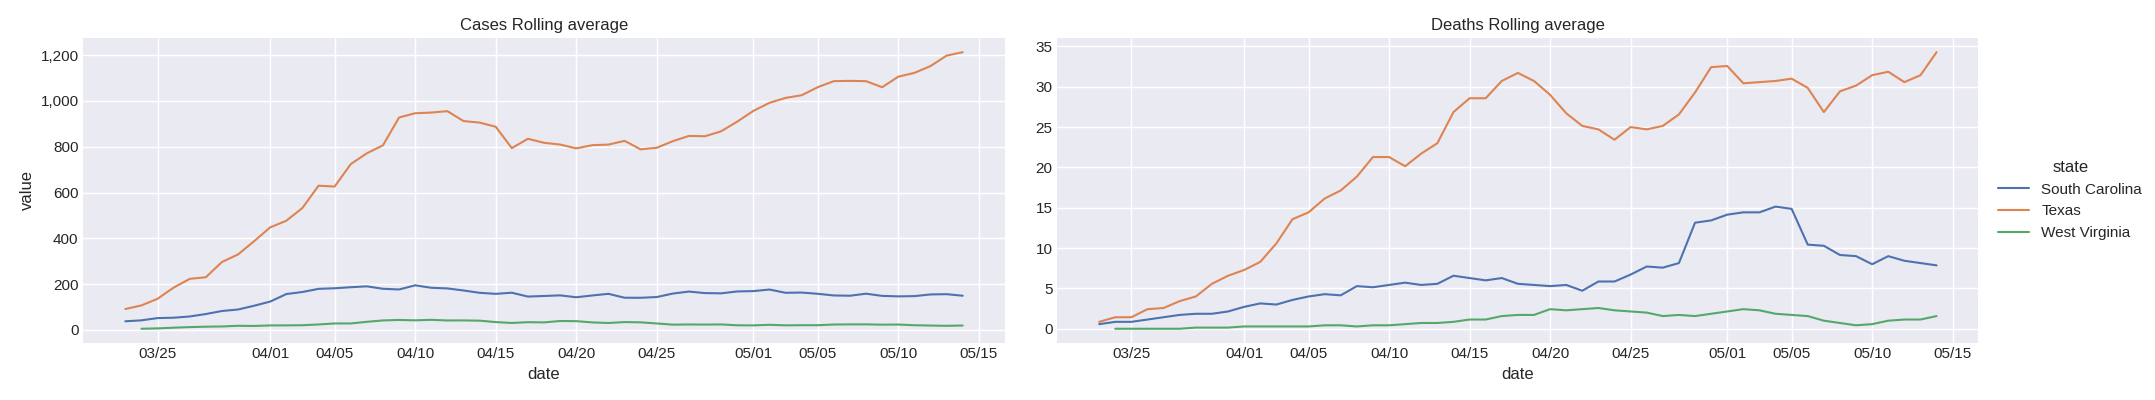 Cases Rolling average
1,200
1,000
800
600
400
200
0
value
03/25 04/01 04/05 04/10 04/15 04/20 04/25 05/01 05/05 05/10 05/15
date
Deaths Rolling average
35
30
25
20
15
10
5
0
03/25 04/01 04/05 04/10 04/15 04/20 04/25 05/01 05/05 05/10 05/15
date
state
South Carolina
Texas
West Virginia